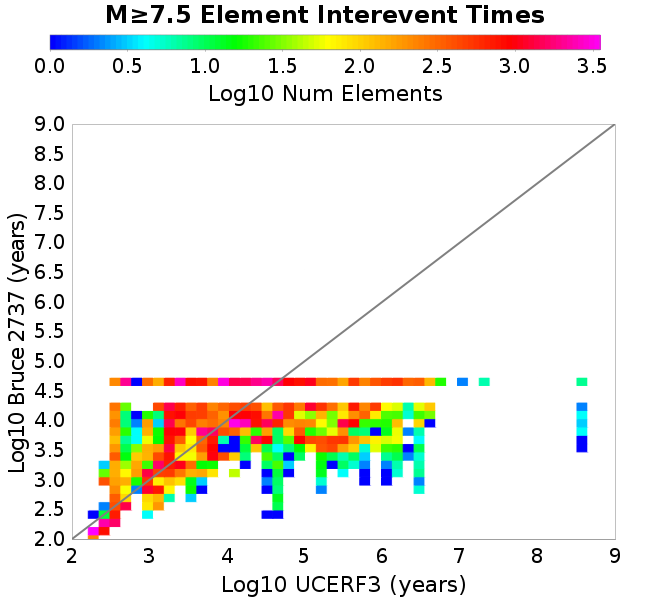 M≥7.5 Element Interevent Times
0.0 0.5 1.0 1.5 2.0 2.5 3.0 3.5
Log10 Num Elements
9.0
8.5
8.0
7.5
7.0
6.5
6.0
5.5
5.0
4.5
4.0
3.5
3.0
2.5
2.0
Log10 Bruce 2737 (years)
2 3 4 5 6 7 8 9
Log10 UCERF3 (years)